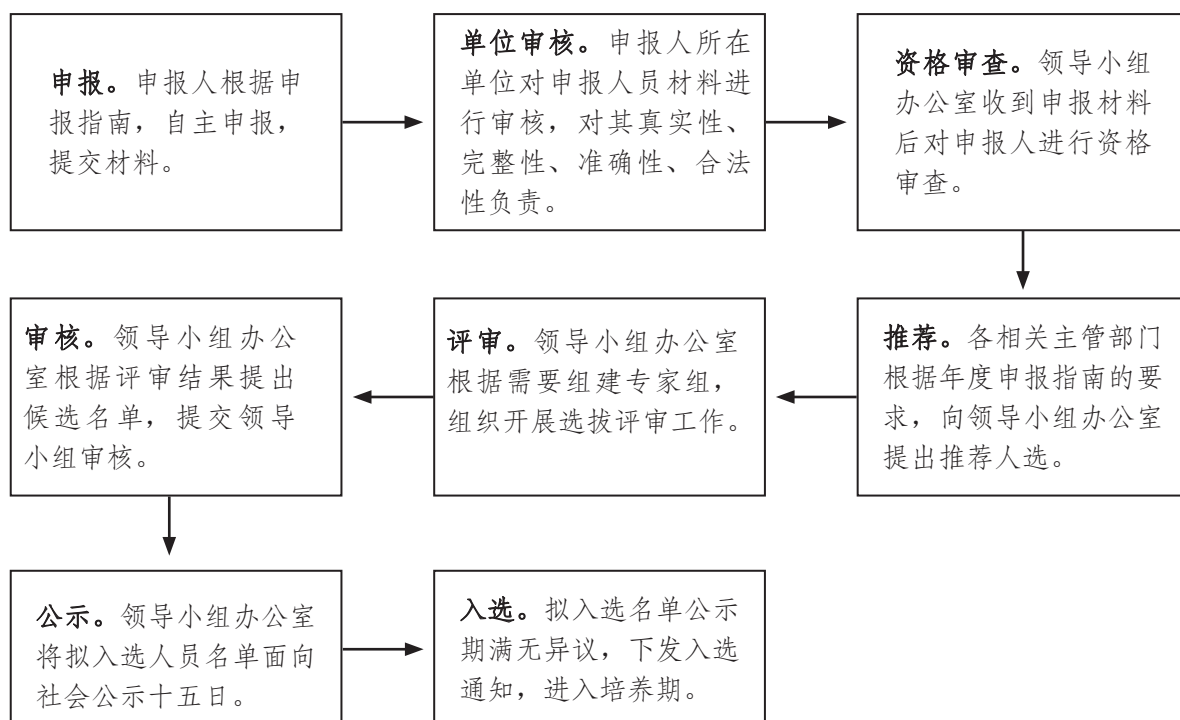 申报。申报人根据申
报指南，自主申报，
提交材料。
单位审核。申报人所在
单位对申报人员材料进
行审核，对其真实性、
完整性、准确性、合法
性负责。
资格审查。领导小组
办公室收到申报材料
后对申报人进行资格
审查。
推荐。各相关主管部门
根据年度申报指南的要
求，向领导小组办公室
提出推荐人选。
评审。领导小组办公室
根据需要组建专家组，
组织开展选拔评审工作。
审核。领导小组办公
室根据评审结果提出
候选名单，提交领导
小组审核。
公示。领导小组办公室
将拟入选人员名单面向
社会公示十五日。
入选。拟入选名单公示
期满无异议，下发入选
通知，进入培养期。